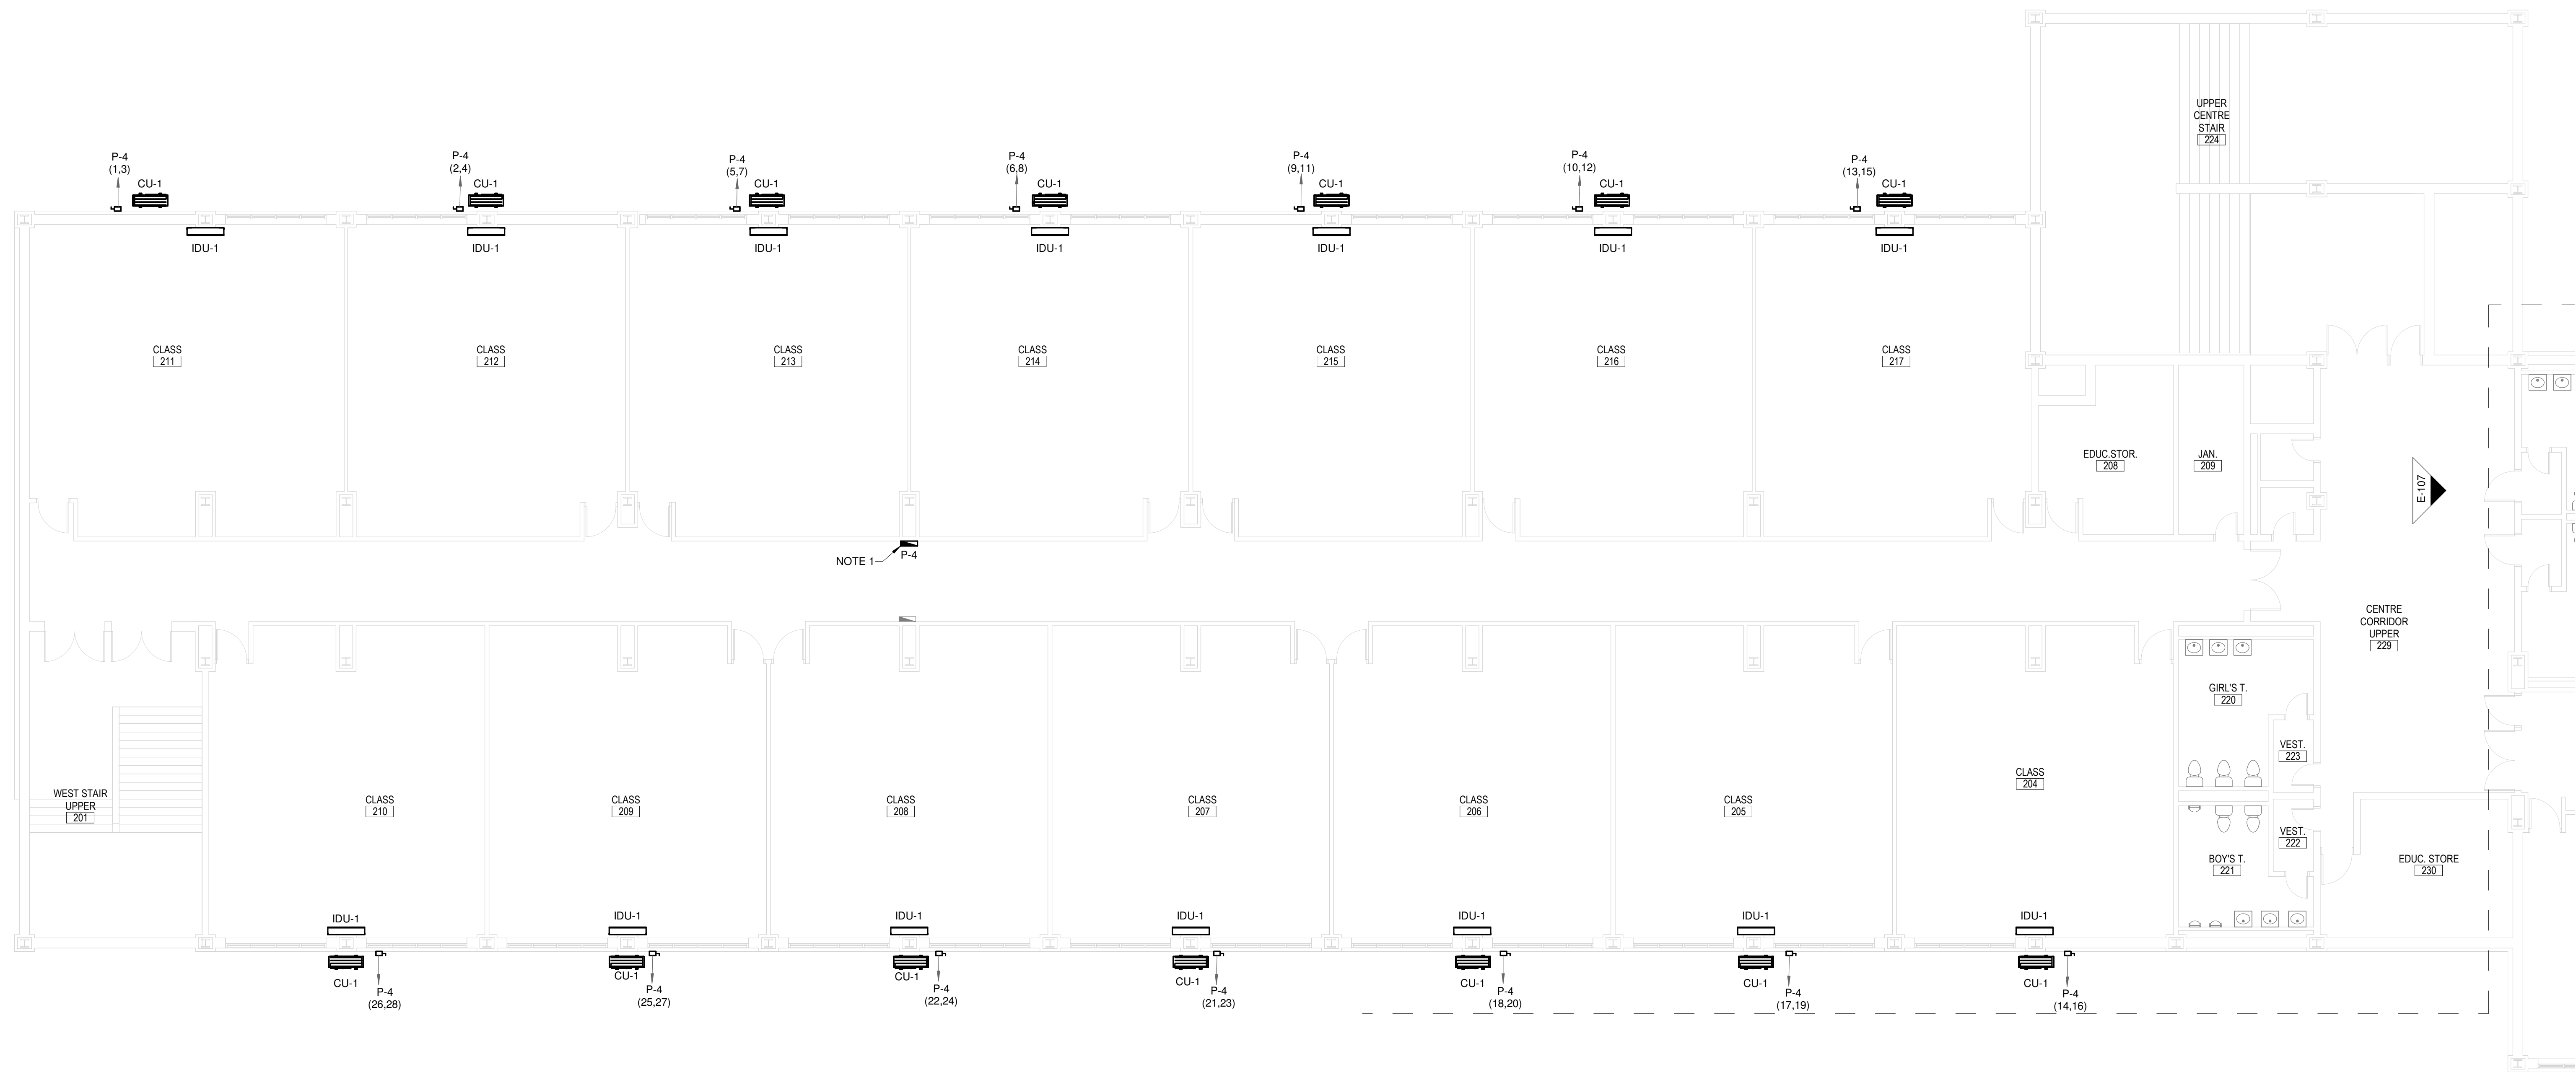 UPPER
CENTRE
STAIR
224
P-4
(1,3)
CU-1
P-4
(2,4)
CU-1
P-4
(5,7)
CU-1
P-4
(6,8)
CU-1
P-4
(9,11)
CU-1
P-4
(10,12)
CU-1
P-4
(13,15)
CU-1
IDU-1
IDU-1
IDU-1
IDU-1
IDU-1
IDU-1
IDU-1
CLASS
211
CLASS
212
CLASS
213
CLASS
214
CLASS
215
CLASS
216
CLASS
217
EDUC.STOR.
208
JAN.
209
E-107
NOTE 1
P-4
CENTRE
CORRIDOR
UPPER
229
GIRL'S T.
220
VEST.
223
WEST STAIR
UPPER
201
CLASS
210
CLASS
209
CLASS
208
CLASS
207
CLASS
206
CLASS
205
CLASS
204
VEST.
222
BOY'S T.
221
EDUC. STORE
230
IDU-1
IDU-1
IDU-1
IDU-1
IDU-1
IDU-1
IDU-1
CU-1
P-4
(26,28)
CU-1
P-4
(25,27)
CU-1
P-4
(22,24)
CU-1
P-4
(21,23)
CU-1
P-4
(18,20)
CU-1
P-4
(17,19)
CU-1
P-4
(14,16)